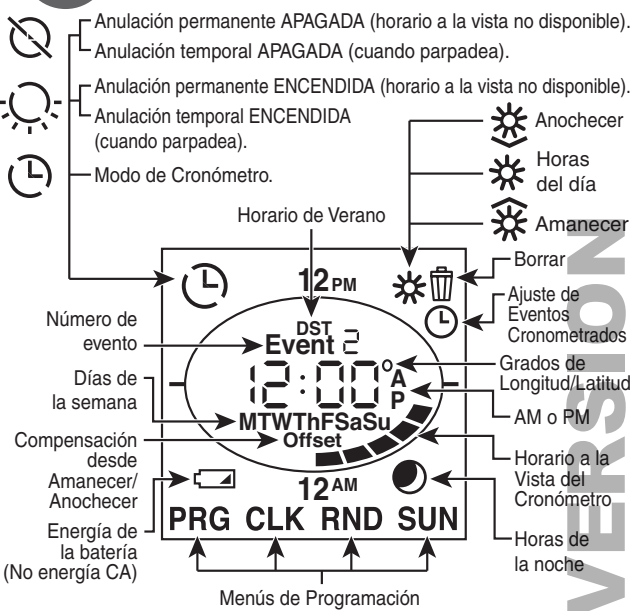 Anulación permanente APAGADA (horario a la vista no disponible).
Anulación temporal APAGADA (cuando parpadea).
Anulación permanente ENCENDIDA (horario a la vista no disponible).
Anulación temporal ENCENDIDA
(cuando parpadea).
Modo de Cronómetro.
Anochecer
Horas
del día
Amanecer
Horario de Verano
Borrar
Ajuste de
Eventos
Cronometrados
Grados de
Longitud/Latitud
AM o PM
Horario a la
Vista del
Cronómetro
Horas de
la noche
Número de
evento
Días de
la semana
Compensación
desde
Amanecer/
Anochecer
Energía de
la batería
(No energía CA)
12 PM
DST
Event 2
12:00°
A
P
MTWThFSaSu
Offset
12 AM
PRG CLK RND SUN
Menús de Programación
VERSION